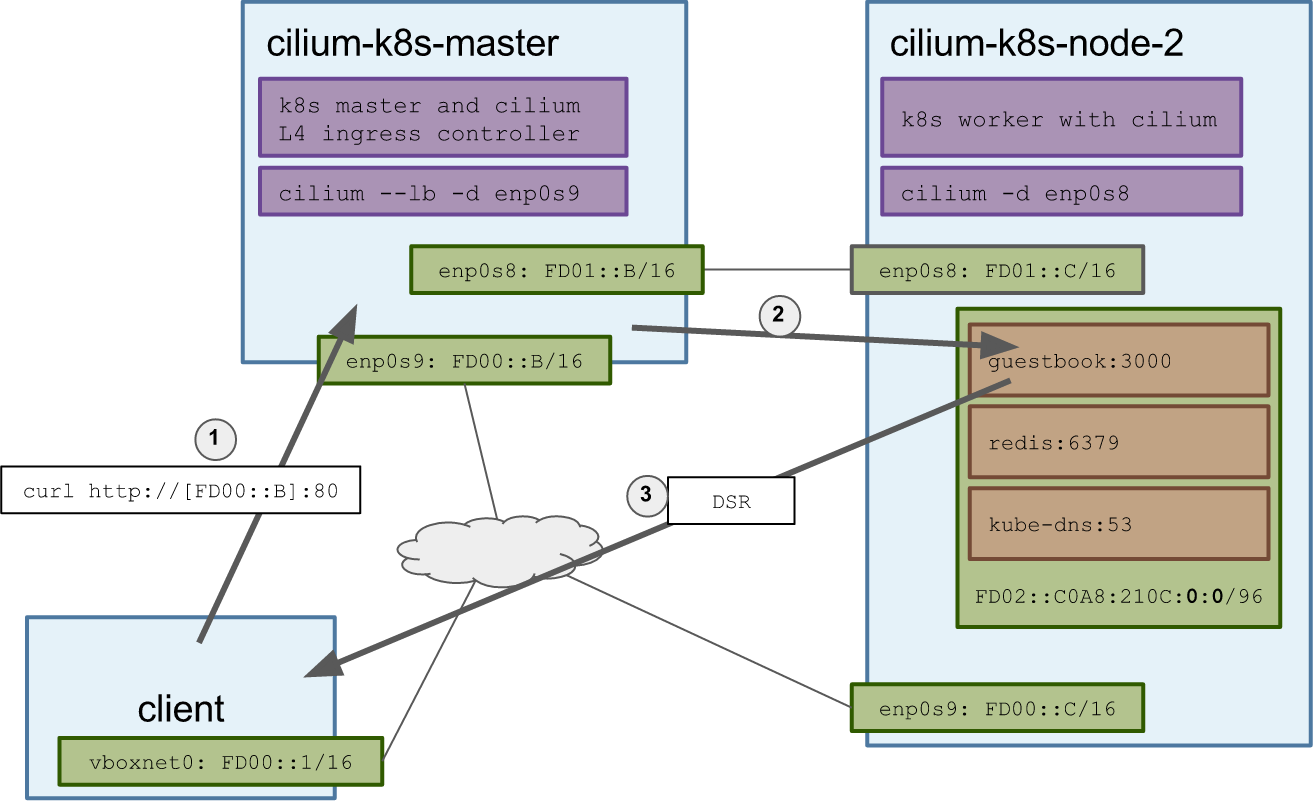 cilium-k8s-master
k8s master and cilium
L4 ingress controller
cilium --lb -d enp0s9
enp0s8: FD01::B/16
enp0s9: FD00::B/16
cilium-k8s-node-2
k8s worker with cilium
cilium -d enp0s8
enp0s8: FD01::C/16
2
guestbook:3000
redis:6379
kube-dns:53
FD02::C0A8:210C:0:0/96
enp0s9: FD00::C/16
1
curl http://[FD00::B]:80
3
DSR
client
vboxnet0: FD00::1/16